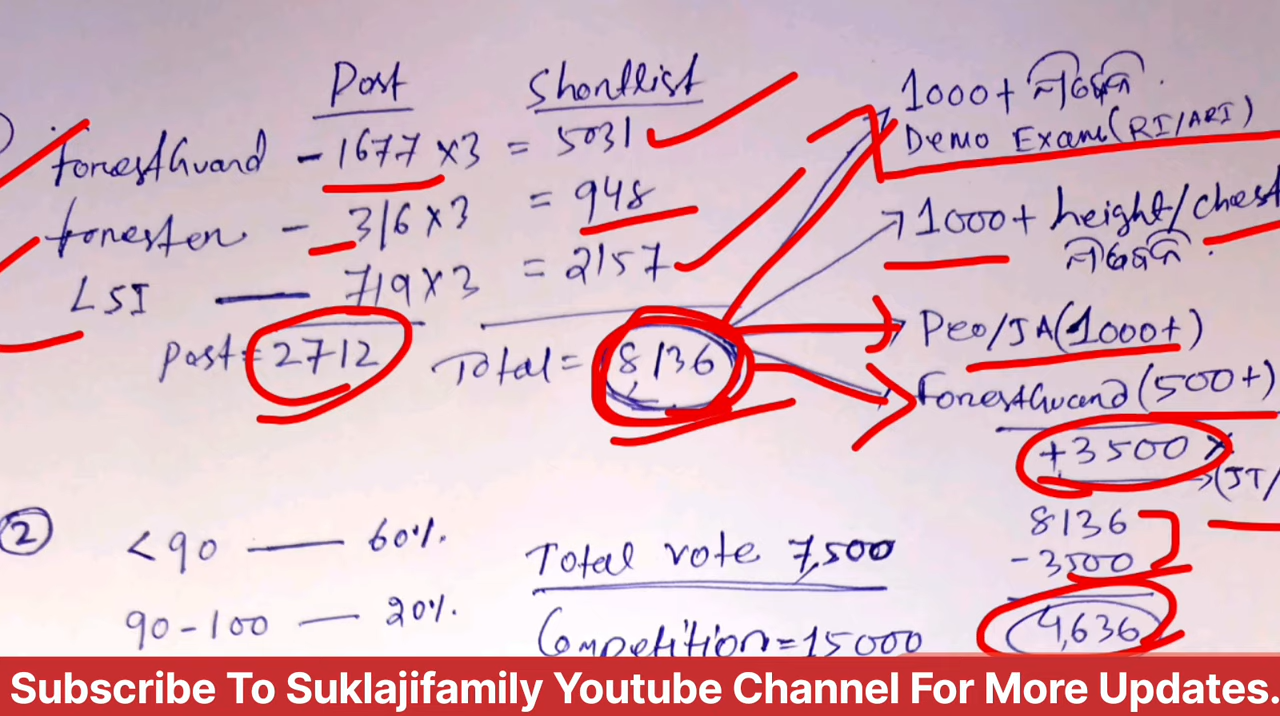 Post Shortlist
ForestGuard - 1677 x3 = 5031
Forester - 316 x3 = 948
LSI — 719 x3 = 2157
Post = 2712 Total = 8136
1000+
Demo Exam (RI/ARI)
1000+ height/chest
Peo/JA(1000+)
ForestGuard (500+)
+3500
(JT/
8136
-3500
4,636
2
<90 — 60%.
90-100 — 20%.
Total vote 7,500
Competition=15000
Subscribe To Suklajifamily Youtube Channel For More Updates.